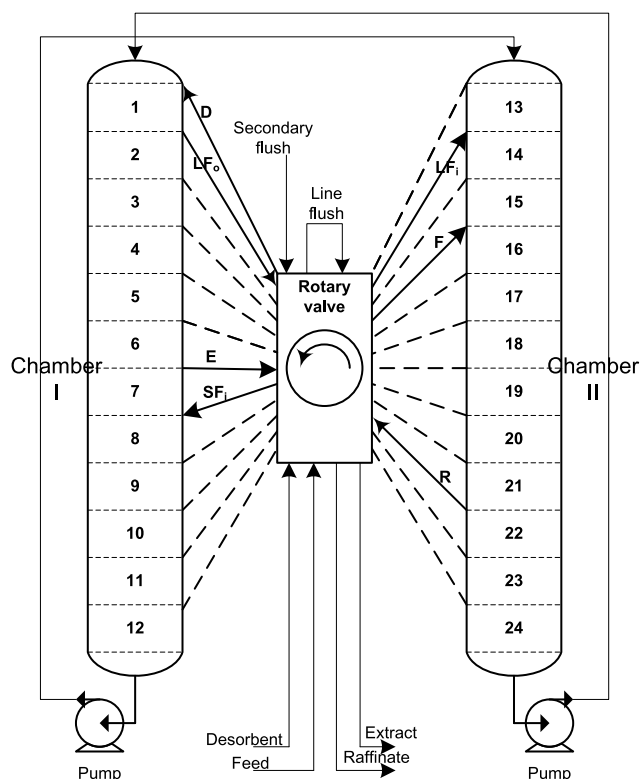 1
2
3
4
5
6
7
8
9
10
11
12
13
14
15
16
17
18
19
20
21
22
23
24
D
LFₒ
E
SFᵢ
LFᵢ
F
R
Secondary
flush
Line
flush
Rotary
valve
Chamber
I
Chamber
II
Desorbent
Feed
Extract
Raffinate
Pump
Pump